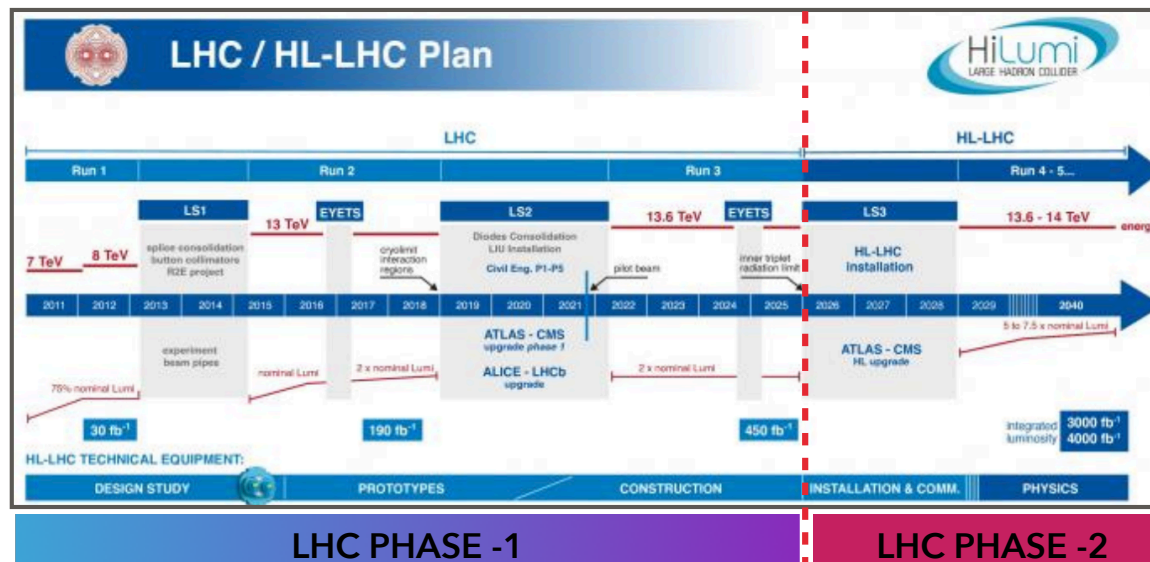 LHC / HL-LHC Plan
HiLumi
LARGE HADRON COLLIDER
LHC
HL-LHC
Run 1
Run 2
Run 3
Run 4 - 5...
LS1
EYETS
LS2
EYETS
LS3
7 TeV
8 TeV
13 TeV
13.6 TeV
13.6 - 14 TeV
energ
splice consolidation
button collimators
R2E project
cryolimit
interaction
regions
Diodes Consolidation
LIU Installation
Civil Eng. P1-P5
pilot beam
inner triplet
radiation limit
HL-LHC
installation
2011 2012 2013 2014 2015 2016 2017 2018 2019 2020 2021 2022 2023 2024 2025 2026 2027 2028 2029 2040
5 to 7.5 x nominal Lumi
experiment
beam pipes
ATLAS - CMS
upgrade phase 1
ALICE - LHCb
upgrade
ATLAS - CMS
HL upgrade
75% nominal Lumi
nominal Lumi
2 x nominal Lumi
2 x nominal Lumi
30 fb⁻¹
190 fb⁻¹
450 fb⁻¹
integrated
luminosity
3000 fb⁻¹
4000 fb⁻¹
HL-LHC TECHNICAL EQUIPMENT:
DESIGN STUDY
PROTOTYPES
CONSTRUCTION
INSTALLATION & COMM.
PHYSICS
LHC PHASE -1
LHC PHASE -2